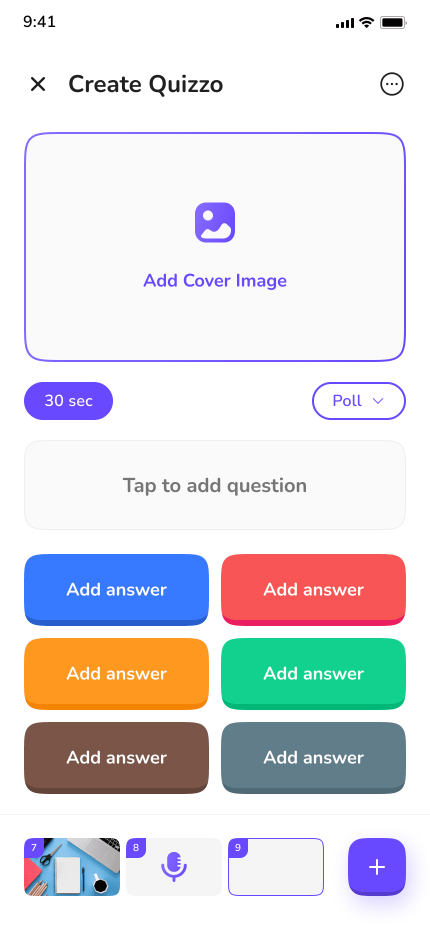 9:41
Create Quizzo
Add Cover Image
30 sec
Poll
Tap to add question
Add answer
Add answer
Add answer
Add answer
Add answer
Add answer
7
8
9